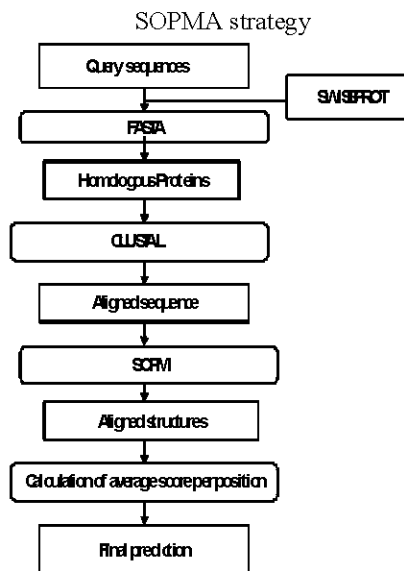 SOPMA strategy
Query sequences
SWISSPROT
FASTA
Homologous Proteins
CLUSTAL
Aligned sequence
SOPM
Aligned structures
Calculation of average score per position
Final prediction